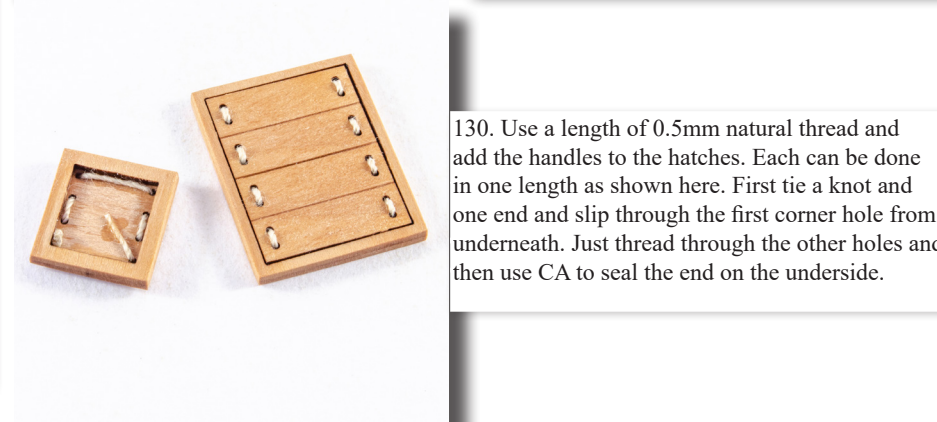 130. Use a length of 0.5mm natural thread and
add the handles to the hatches. Each can be done
in one length as shown here. First tie a knot and
one end and slip through the first corner hole from
underneath. Just thread through the other holes and
then use CA to seal the end on the underside.